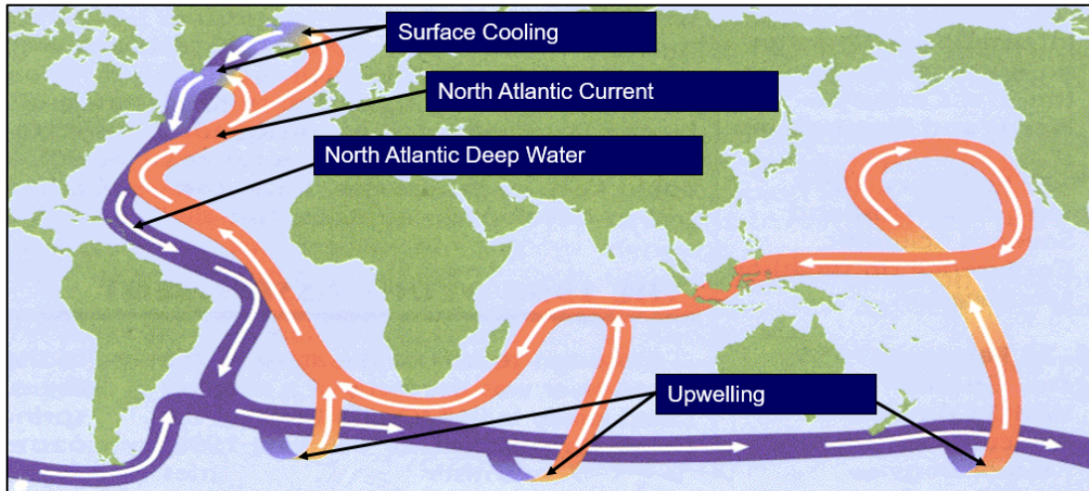 Surface Cooling
North Atlantic Current
North Atlantic Deep Water
Upwelling